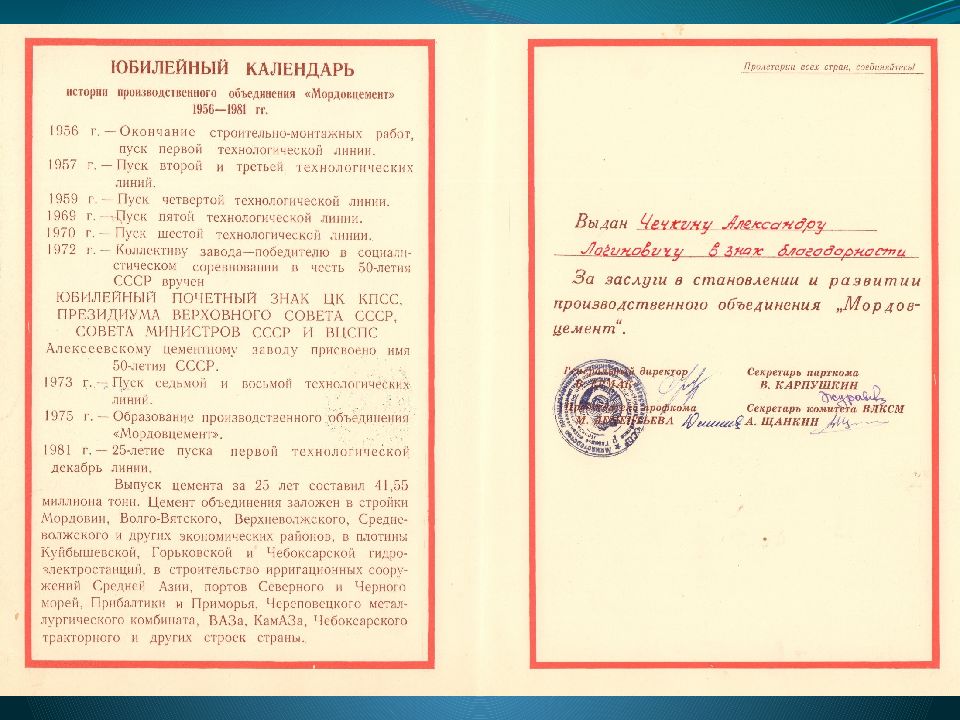 ЮБИЛЕЙНЫЙ КАЛЕНДАРЬ
истории производственного объединения «Мордовцемент»
1956—1981 гг.
1956 г. — Окончание строительно-монтажных работ,
пуск первой технологической линии.
1957 г. — Пуск второй и третьей технологических
линий.
1959 г. — Пуск четвертой технологической линии.
1969 г. — Пуск пятой технологической линии.
1970 г. — Пуск шестой технологической линии.
1972 г. — Коллективу завода—победителю в социали-
стическом соревновании в честь 50-летия
СССР вручен
ЮБИЛЕЙНЫЙ ПОЧЕТНЫЙ ЗНАК ЦК КПСС,
ПРЕЗИДИУМА ВЕРХОВНОГО СОВЕТА СССР,
СОВЕТА МИНИСТРОВ СССР И ВЦСПС
Алексеевскому цементному заводу присвоено имя
50-летия СССР.
1973 г. — Пуск седьмой и восьмой технологических
линий.
1975 г. — Образование производственного объединения
«Мордовцемент».
1981 г. — 25-летие пуска первой технологической
декабрь линии.
Выпуск цемента за 25 лет составил 41,55
миллиона тонн. Цемент объединения заложен в стройки
Мордовии, Волго-Вятского, Верхневолжского, Средне-
волжского и других экономических районов, в плотины
Куйбышевской, Горьковской и Чебоксарской гидро-
электростанций, в строительство ирригационных соору-
жений Средней Азии, портов Северного и Черного
морей, Прибалтики и Приморья, Череповецкого метал-
лургического комбината, ВАЗа, КамАЗа, Чебоксарского
тракторного и других строек страны.
Пролетарии всех стран, соединяйтесь!
Выдан Чечкину Александру
Логиновичу в знак благодарности
За заслуги в становлении и развитии
производственного объединения „Мордов-
цемент“.
Генеральный директор
Секретарь парткома
В. КАРПУШКИН
профкома
Секретарь комитета ВЛКСМ
М.
А. ЩАНКИН